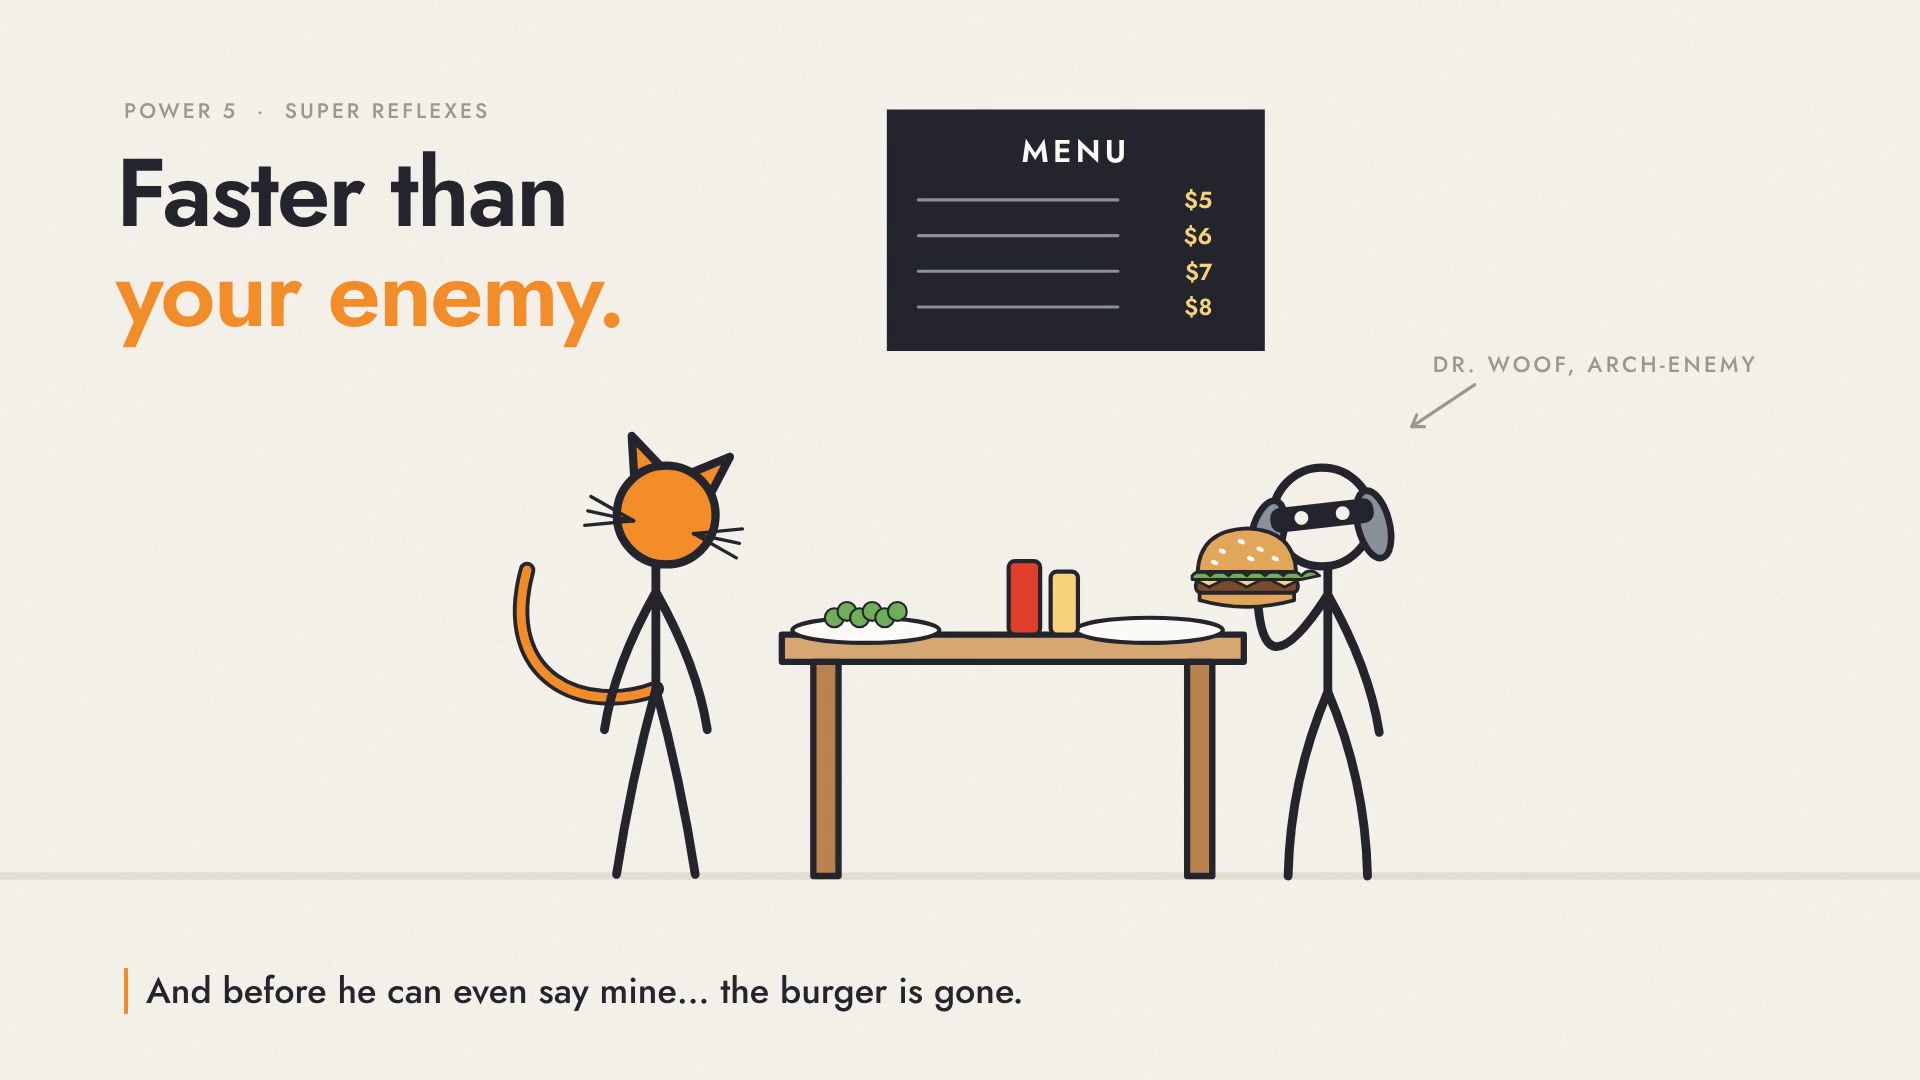 POWER 5 · SUPER REFLEXES
Faster than
your enemy.
MENU
$5
$6
$7
$8
DR. WOOF, ARCH-ENEMY
And before he can even say mine... the burger is gone.